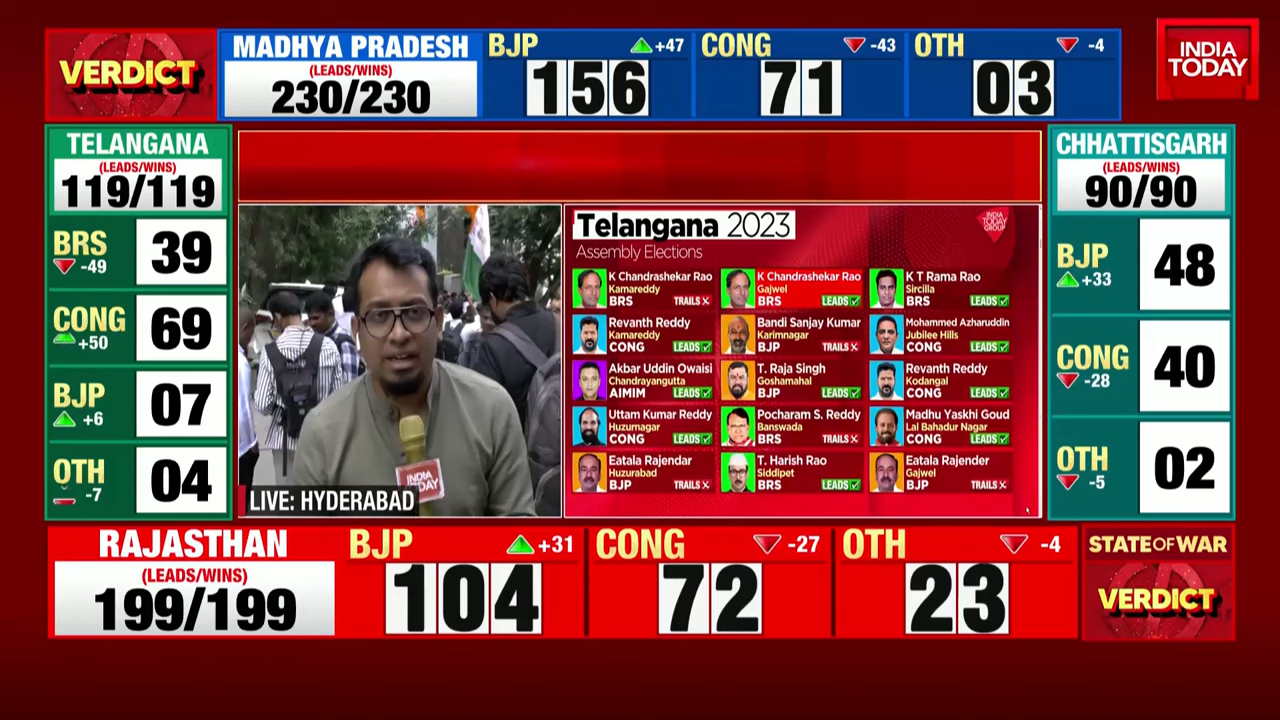 VERDICT
MADHYA PRADESH
(LEADS/WINS)
230/230
BJP +47
156
CONG -43
71
OTH -4
03
INDIA
TODAY
TELANGANA
(LEADS/WINS)
119/119
BRS
-49
39
CONG
+50
69
BJP
+6
07
OTH
-7
04
INDIA
TODAY
LIVE: HYDERABAD
Telangana 2023
Assembly Elections
INDIA
TODAY
GROUP
K Chandrashekar Rao
Kamareddy
BRS TRAILS
K Chandrashekar Rao
Gajwel
BRS LEADS
K T Rama Rao
Sircilla
BRS LEADS
Revanth Reddy
Kamareddy
CONG LEADS
Bandi Sanjay Kumar
Karimnagar
BJP TRAILS
Mohammed Azharuddin
Jubilee Hills
CONG LEADS
Akbar Uddin Owaisi
Chandrayangutta
AIMIM LEADS
T. Raja Singh
Goshamahal
BJP LEADS
Revanth Reddy
Kodangal
CONG LEADS
Uttam Kumar Reddy
Huzurnagar
CONG LEADS
Pocharam S. Reddy
Banswada
BRS TRAILS
Madhu Yaskhi Goud
Lal Bahadur Nagar
CONG LEADS
Eatala Rajendar
Huzurabad
BJP TRAILS
T. Harish Rao
Siddipet
BRS LEADS
Eatala Rajender
Gajwel
BJP TRAILS
CHHATTISGARH
(LEADS/WINS)
90/90
BJP
+33
48
CONG
-28
40
OTH
-5
02
RAJASTHAN
(LEADS/WINS)
199/199
BJP +31
104
CONG -27
72
OTH -4
23
STATE OF WAR
VERDICT